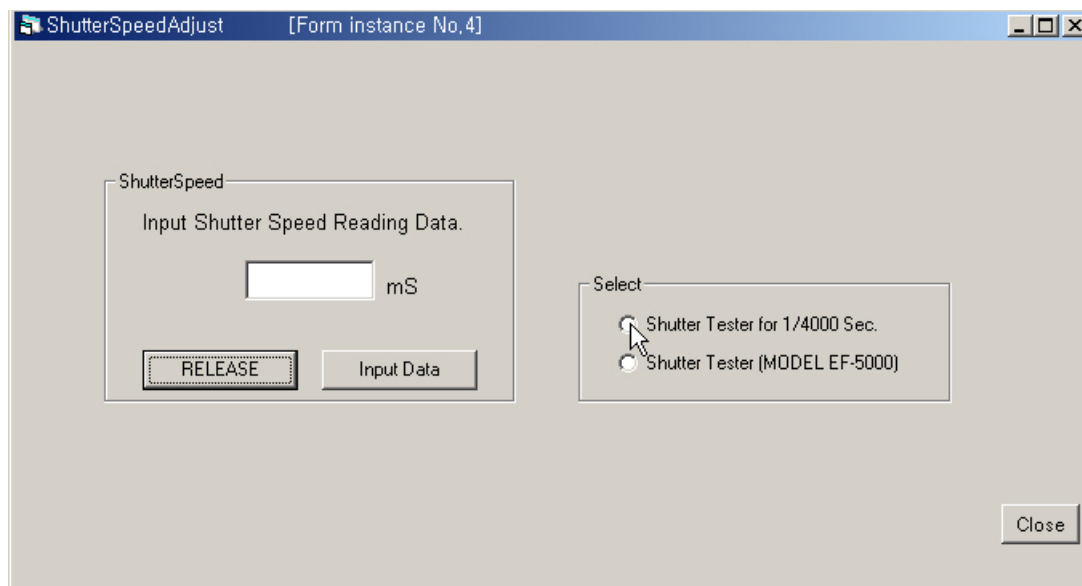 ShutterSpeedAdjust [Form instance No,4]
ShutterSpeed
Input Shutter Speed Reading Data.
mS
RELEASE
Input Data
Select
Shutter Tester for 1/4000 Sec.
Shutter Tester (MODEL EF-5000)
Close